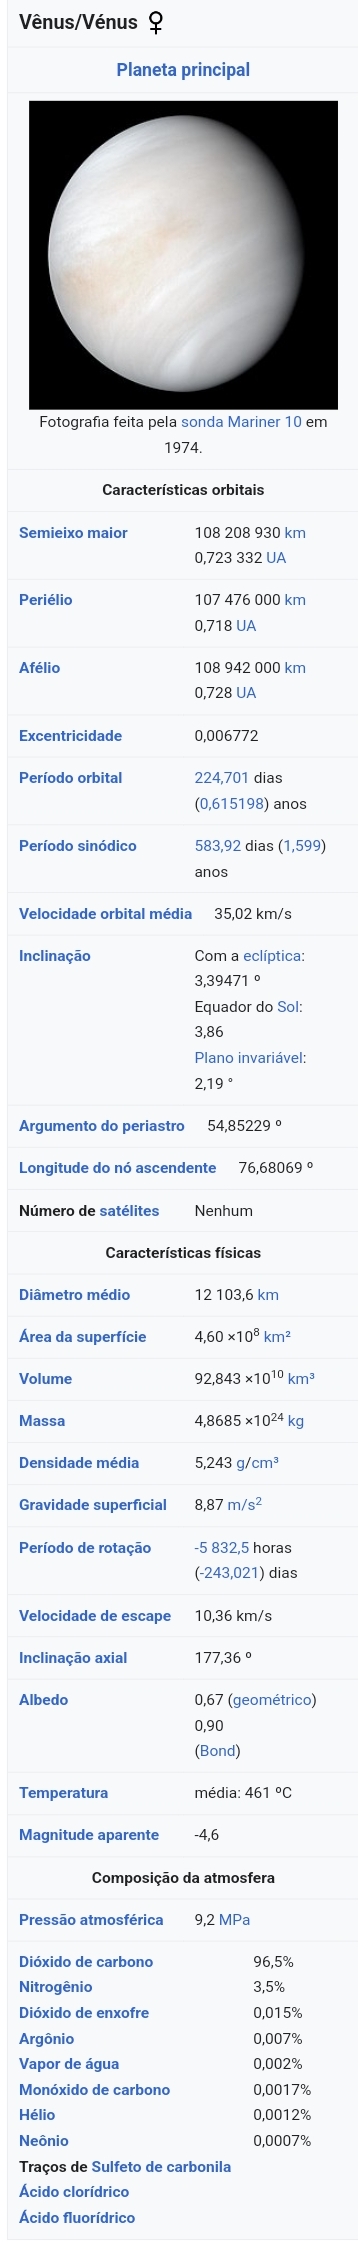 Vênus/Vénus ♀
Planeta principal
Fotografia feita pela sonda Mariner 10 em
1974.
Características orbitais
Semieixo maior 108 208 930 km
0,723 332 UA
Periélio 107 476 000 km
0,718 UA
Afélio 108 942 000 km
0,728 UA
Excentricidade 0,006772
Período orbital 224,701 dias
(0,615198) anos
Período sinódico 583,92 dias (1,599)
anos
Velocidade orbital média 35,02 km/s
Inclinação Com a eclíptica:
3,39471 º
Equador do Sol:
3,86
Plano invariável:
2,19 °
Argumento do periastro 54,85229 º
Longitude do nó ascendente 76,68069 º
Número de satélites Nenhum
Características físicas
Diâmetro médio 12 103,6 km
Área da superfície 4,60 ×10⁸ km²
Volume 92,843 ×10¹⁰ km³
Massa 4,8685 ×10²⁴ kg
Densidade média 5,243 g/cm³
Gravidade superficial 8,87 m/s²
Período de rotação -5 832,5 horas
(-243,021) dias
Velocidade de escape 10,36 km/s
Inclinação axial 177,36 º
Albedo 0,67 (geométrico)
0,90
(Bond)
Temperatura média: 461 ºC
Magnitude aparente -4,6
Composição da atmosfera
Pressão atmosférica 9,2 MPa
Dióxido de carbono 96,5%
Nitrogênio 3,5%
Dióxido de enxofre 0,015%
Argônio 0,007%
Vapor de água 0,002%
Monóxido de carbono 0,0017%
Hélio 0,0012%
Neônio 0,0007%
Traços de Sulfeto de carbonila
Ácido clorídrico
Ácido fluorídrico